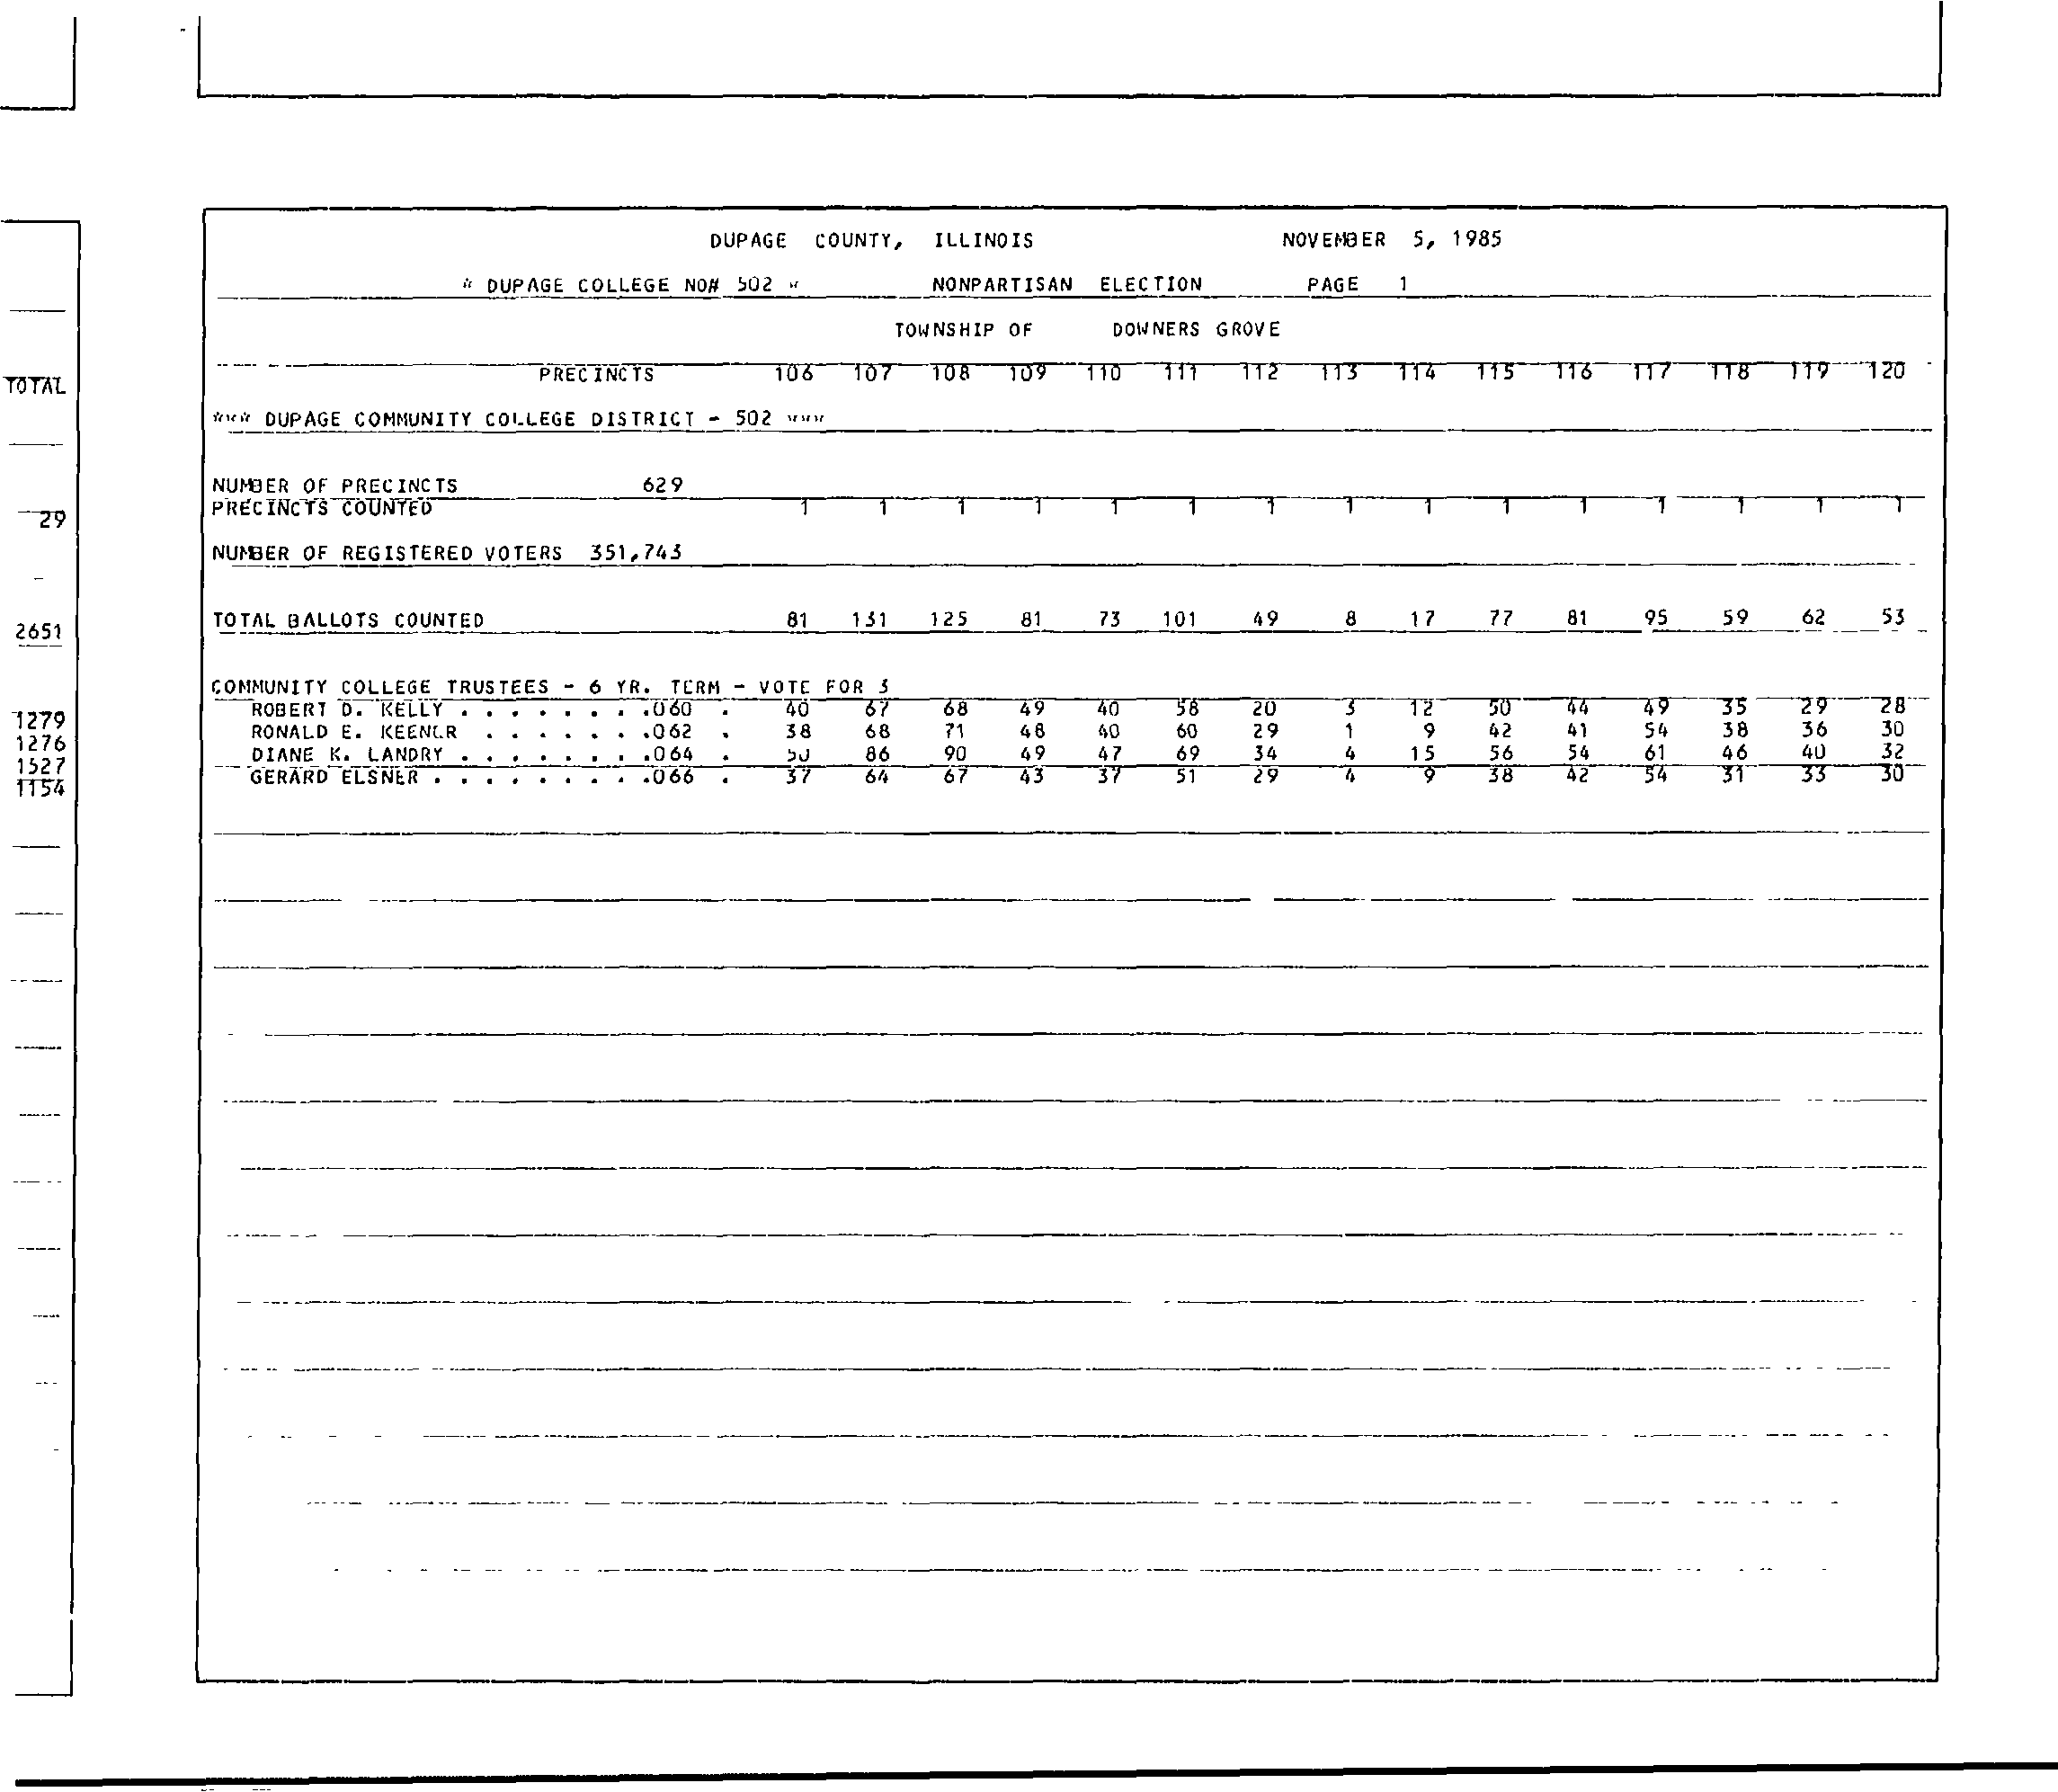 TOTAL
29
2651
1279
1276
1527
1154
DUPAGE COUNTY, ILLINOIS NOVEMBER 5, 1985
* DUPAGE COLLEGE NO# 502 * NONPARTISAN ELECTION PAGE 1
TOWNSHIP OF DOWNERS GROVE
PRECINCTS 106 107 108 109 110 111 112 113 114 115 116 117 118 119 120
*** DUPAGE COMMUNITY COLLEGE DISTRICT - 502 ***
NUMBER OF PRECINCTS 629
PRECINCTS COUNTED 1 1 1 1 1 1 1 1 1 1 1 1 1 1 1
NUMBER OF REGISTERED VOTERS 351,743
TOTAL BALLOTS COUNTED 81 131 125 81 73 101 49 8 17 77 81 95 59 62 53
COMMUNITY COLLEGE TRUSTEES - 6 YR. TERM - VOTE FOR 3
ROBERT D. KELLY . . . . . . . . .060 . 40 67 68 49 40 58 20 3 12 50 44 49 35 29 28
RONALD E. KEENER . . . . . . .062 . 38 68 71 48 40 60 29 1 9 42 41 54 38 36 30
DIANE K. LANDRY . . . . . . . .064 . 50 86 90 49 47 69 34 4 15 56 54 61 46 40 32
GERARD ELSNER . . . . . . . . .066 . 37 64 67 43 37 51 29 4 9 38 42 54 31 33 30